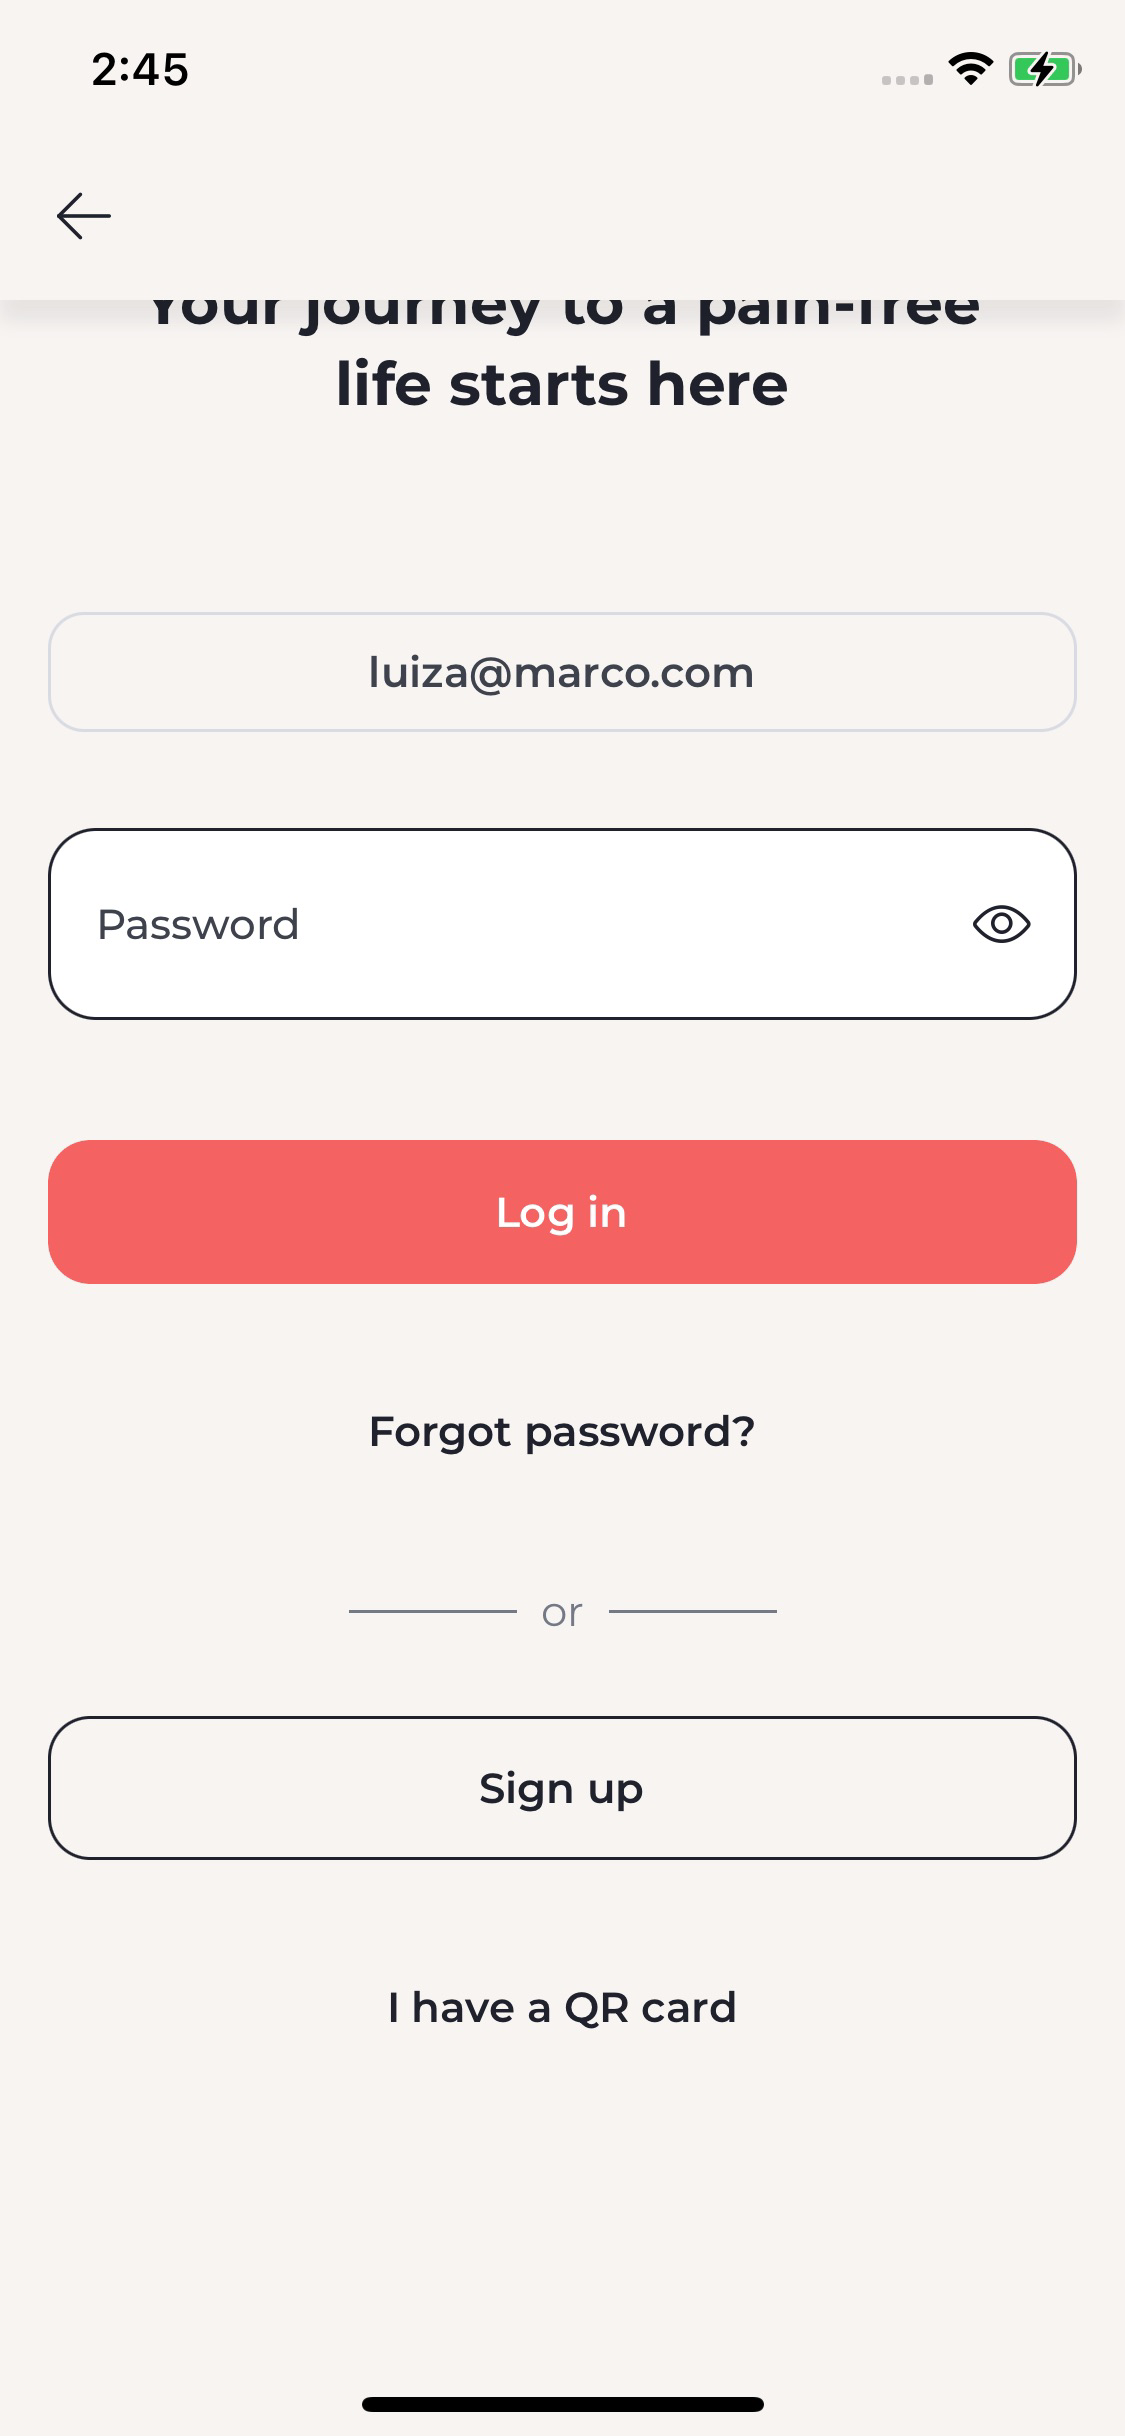 2:45
Your journey to a pain-free
life starts here
luiza@marco.com
Password
Log in
Forgot password?
or
Sign up
I have a QR card